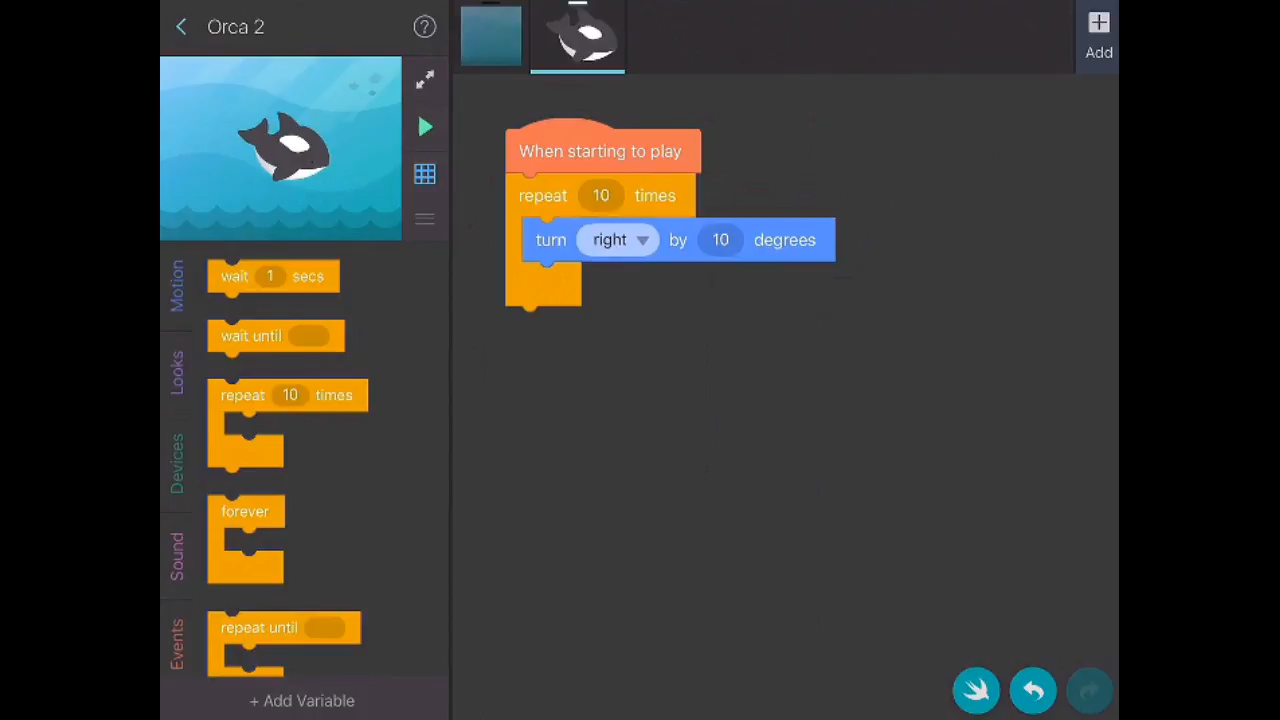 Orca 2
?
Add
Motion
Looks
Devices
Sound
Events
wait 1 secs
wait until
repeat 10 times
forever
repeat until
+ Add Variable
When starting to play
repeat 10 times
turn right by 10 degrees